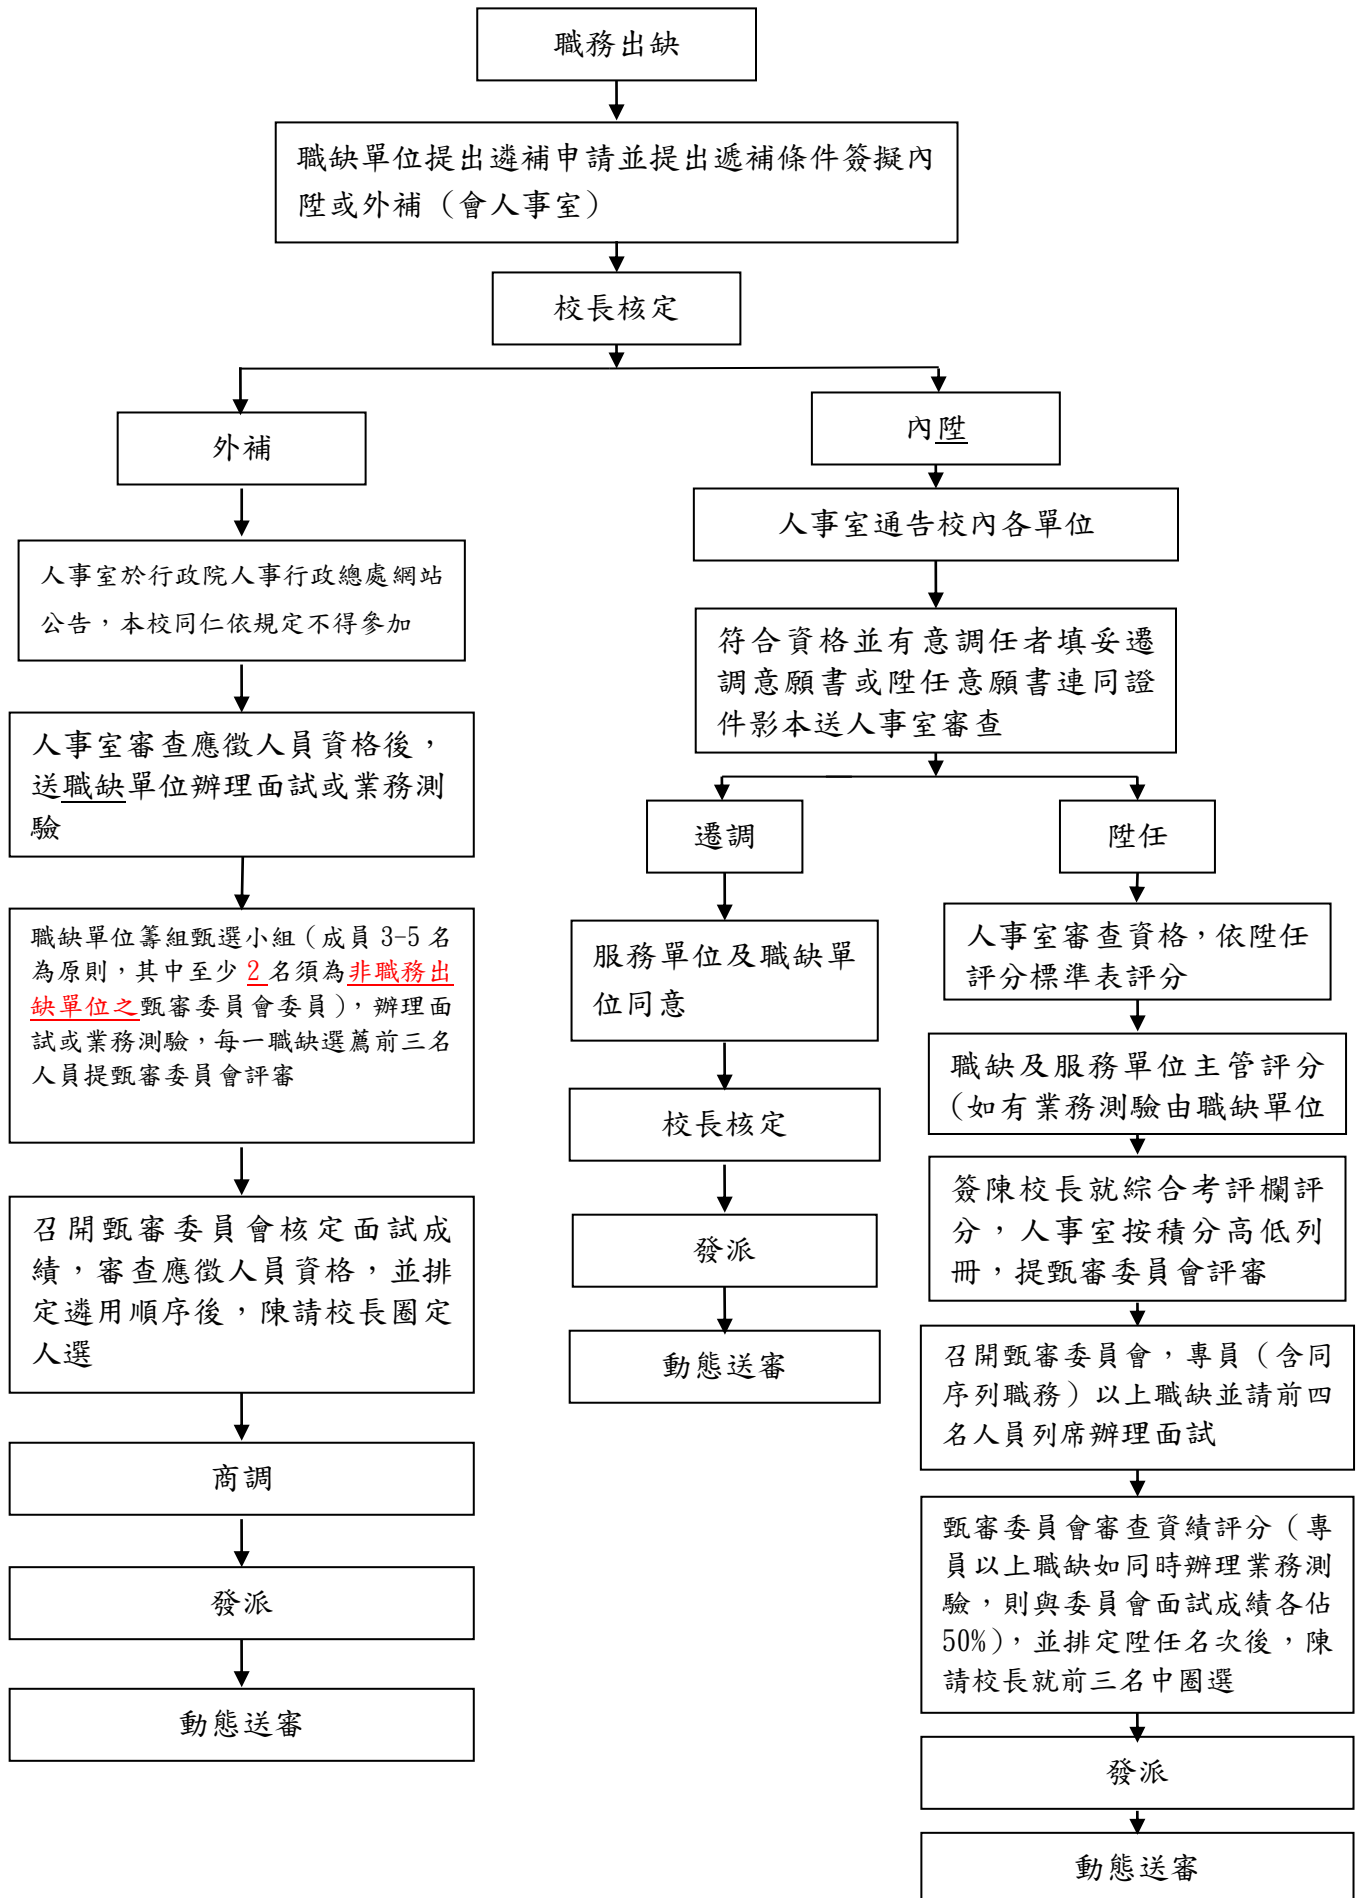 職務出缺
職缺單位提出遴補申請並提出遞補條件簽擬內
陞或外補（會人事室）
校長核定
外補
人事室於行政院人事行政總處網站
公告，本校同仁依規定不得參加
人事室審查應徵人員資格後，
送職缺單位辦理面試或業務測
驗
職缺單位籌組甄選小組（成員 3-5 名
為原則，其中至少 2 名須為非職務出
缺單位之甄審委員會委員），辦理面
試或業務測驗，每一職缺選薦前三名
人員提甄審委員會評審
召開甄審委員會核定面試成
績，審查應徵人員資格，並排
定遴用順序後，陳請校長圈定
人選
商調
發派
動態送審
內陞
人事室通告校內各單位
符合資格並有意調任者填妥遷
調意願書或陞任意願書連同證
件影本送人事室審查
遷調
服務單位及職缺單
位同意
校長核定
發派
動態送審
陞任
人事室審查資格，依陞任
評分標準表評分
職缺及服務單位主管評分
（如有業務測驗由職缺單位
簽陳校長就綜合考評欄評
分，人事室按積分高低列
冊，提甄審委員會評審
召開甄審委員會，專員（含同
序列職務）以上職缺並請前四
名人員列席辦理面試
甄審委員會審查資績評分（專
員以上職缺如同時辦理業務測
驗，則與委員會面試成績各佔
50%），並排定陞任名次後，陳
請校長就前三名中圈選
發派
動態送審